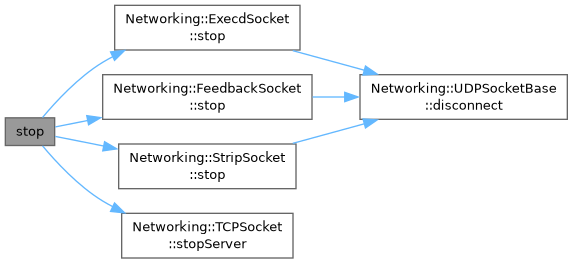 Networking::ExecdSocket
::stop
Networking::FeedbackSocket
::stop
Networking::UDPSocketBase
::disconnect
stop
Networking::StripSocket
::stop
Networking::TCPSocket
::stopServer